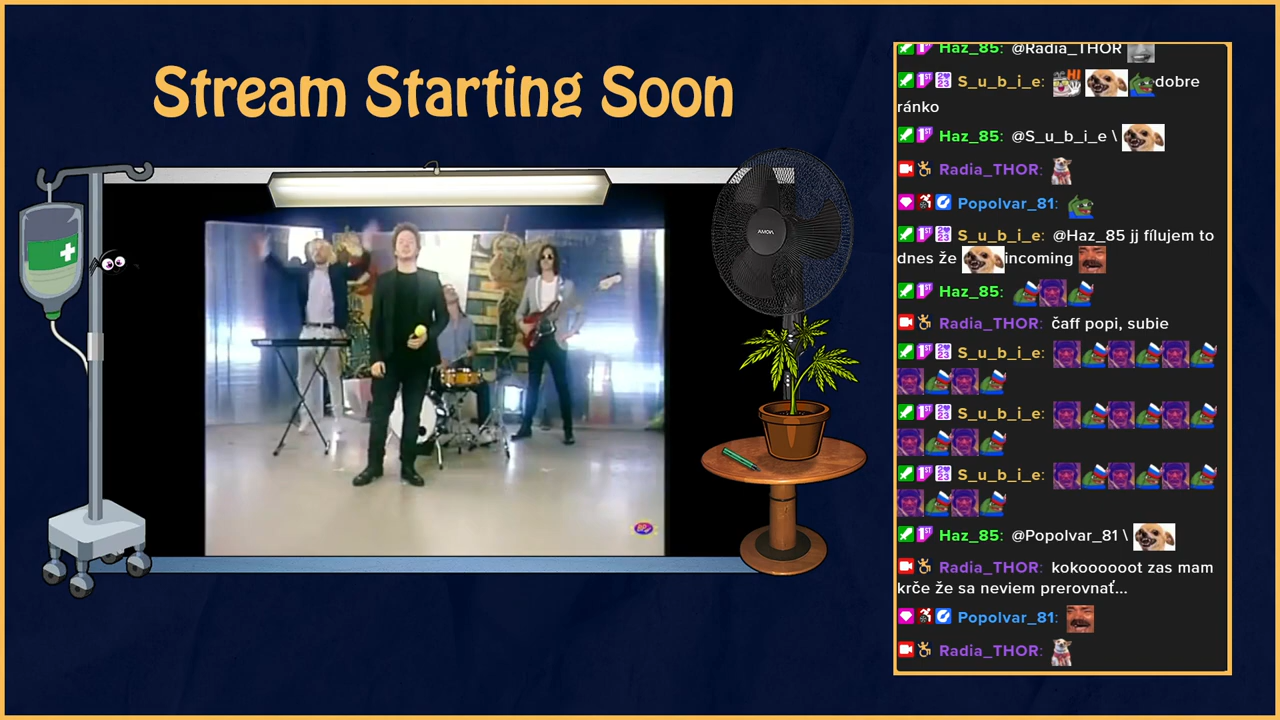 Stream Starting Soon
Haz_85: @Radia_THOR
S_u_b_i_e: dobre
ránko
Haz_85: @S_u_b_i_e \
Radia_THOR:
Popolvar_81:
S_u_b_i_e: @Haz_85 jj fílujem to
dnes že incoming
Haz_85:
Radia_THOR: čaff popi, subie
S_u_b_i_e:
S_u_b_i_e:
S_u_b_i_e:
Haz_85: @Popolvar_81 \
Radia_THOR: kokoooooot zas mam
krče že sa neviem prerovnať...
Popolvar_81:
Radia_THOR: